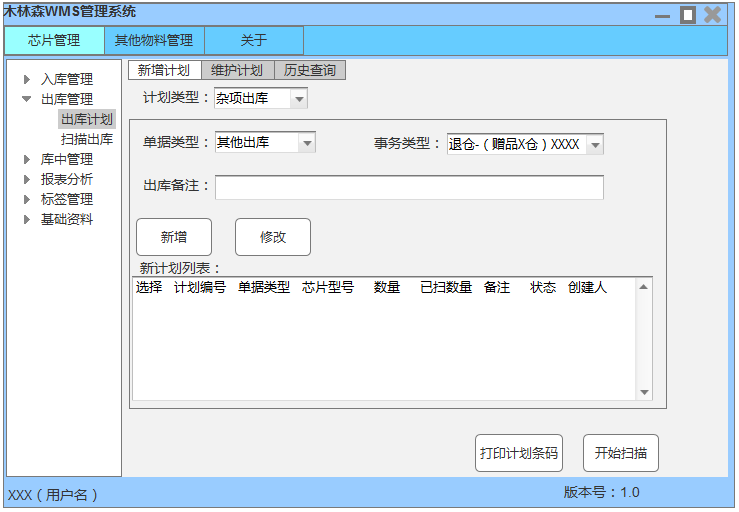 木林森WMS管理系统
芯片管理 其他物料管理 关于
新增计划 维护计划 历史查询
入库管理
出库管理
出库计划
扫描出库
库中管理
报表分析
标签管理
基础资料
计划类型：杂项出库
单据类型：其他出库 事务类型：退仓-（赠品X仓）XXXX
出库备注：
新增 修改
新计划列表：
选择 计划编号 单据类型 芯片型号 数量 已扫数量 备注 状态 创建人
打印计划条码 开始扫描
XXX（用户名） 版本号：1.0